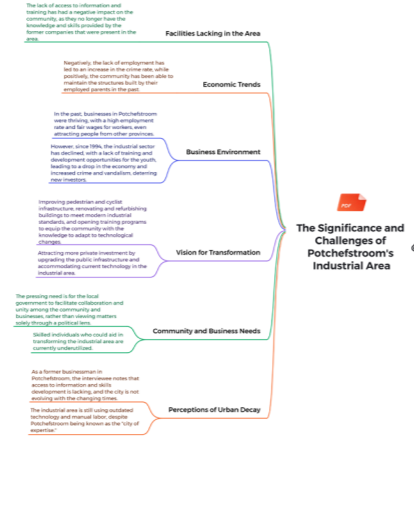 The lack of access to information and
training has had a negative impact on the
community, as they no longer have the
knowledge and skills provided by the
former companies that were present in the
area.
Facilities Lacking in the Area
Negatively, the lack of employment has
led to an increase in the crime rate, while
positively, the community has been able to
maintain the structures built by their
employed parents in the past.
Economic Trends
In the past, businesses in Potchefstroom
were thriving, with a high employment
rate and fair wages for workers, even
attracting people from other provinces.
However, since 1994, the industrial sector
has declined, with a lack of training and
development opportunities for the youth,
leading to a drop in the economy and
increased crime and vandalism, deterring
new investors.
Business Environment
Improving pedestrian and cyclist
infrastructure, renovating and refurbishing
buildings to meet modern industrial
standards, and opening training programs
to equip the community with the
knowledge to adapt to technological
changes.
Attracting more private investment by
upgrading the public infrastructure and
accommodating current technology in the
industrial area.
Vision for Transformation
The pressing need is for the local
government to facilitate collaboration and
unity among the community and
businesses, rather than viewing matters
solely through a political lens.
Skilled individuals who could aid in
transforming the industrial area are
currently underutilized.
Community and Business Needs
As a former businessman in
Potchefstroom, the interviewee notes that
access to information and skills
development is lacking, and the city is not
evolving with the changing times.
The industrial area is still using outdated
technology and manual labor, despite
Potchefstroom being known as the "city of
expertise."
Perceptions of Urban Decay
PDF
The Significance and
Challenges of
Potchefstroom's
Industrial Area